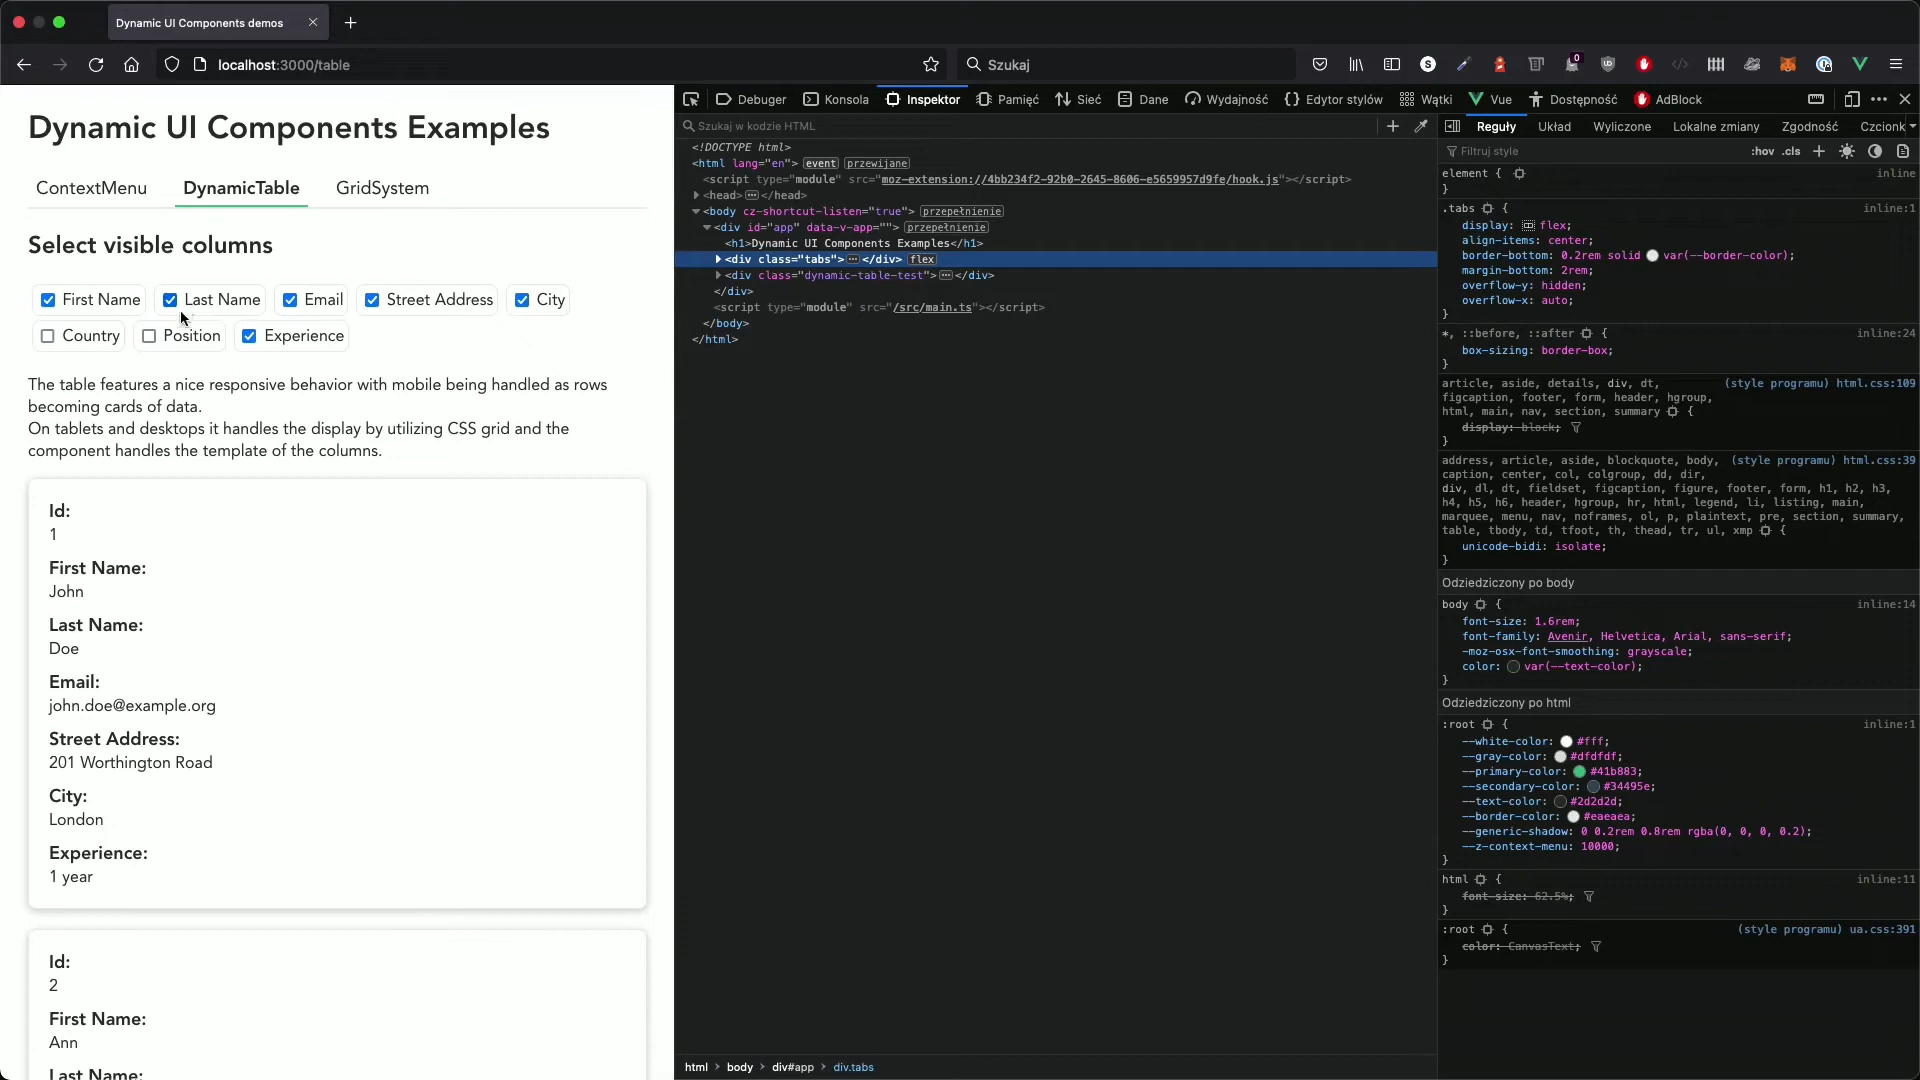 Dynamic UI Components demos
localhost:3000/table
Szukaj
S
0
Dynamic UI Components Examples
ContextMenu
DynamicTable
GridSystem
Select visible columns
First Name
Last Name
Email
Street Address
City
Country
Position
Experience
The table features a nice responsive behavior with mobile being handled as rows
becoming cards of data.
On tablets and desktops it handles the display by utilizing CSS grid and the
component handles the template of the columns.
Id:
1
First Name:
John
Last Name:
Doe
Email:
john.doe@example.org
Street Address:
201 Worthington Road
City:
London
Experience:
1 year
Id:
2
First Name:
Ann
Last Name:
Debuger
Konsola
Inspektor
Pamięć
Sieć
Dane
Wydajność
Edytor stylów
Wątki
Vue
Dostępność
AdBlock
Szukaj w kodzie HTML
<!DOCTYPE html>
<html lang="en"> event przewijane
<script type="module" src="moz-extension://4bb234f2-92b0-2645-8606-e5659957d9fe/hook.js"></script>
<head> </head>
<body cz-shortcut-listen="true"> przepełnienie
<div id="app" data-v-app=""> przepełnienie
<h1>Dynamic UI Components Examples</h1>
<div class="tabs"> </div> flex
<div class="dynamic-table-test"> </div>
</div>
<script type="module" src="/src/main.ts"></script>
</body>
</html>
html > body > div#app > div.tabs
Reguły
Układ
Wyliczone
Lokalne zmiany
Zgodność
Czcionk
Filtruj style
:hov .cls
element { inline
}
.tabs { inline:1
display: flex;
align-items: center;
border-bottom: 0.2rem solid var(--border-color);
margin-bottom: 2rem;
overflow-y: hidden;
overflow-x: auto;
}
*, ::before, ::after { inline:24
box-sizing: border-box;
}
article, aside, details, div, dt, (style programu) html.css:109
figcaption, footer, form, header, hgroup,
html, main, nav, section, summary {
display: block;
}
address, article, aside, blockquote, body, (style programu) html.css:39
caption, center, col, colgroup, dd, dir,
div, dl, dt, fieldset, figcaption, figure, footer, form, h1, h2, h3,
h4, h5, h6, header, hgroup, hr, html, legend, li, listing, main,
marquee, menu, nav, noframes, ol, p, plaintext, pre, section, summary,
table, tbody, td, tfoot, th, thead, tr, ul, xmp {
unicode-bidi: isolate;
}
Odziedziczony po body
body { inline:14
font-size: 1.6rem;
font-family: Avenir, Helvetica, Arial, sans-serif;
-moz-osx-font-smoothing: grayscale;
color: var(--text-color);
}
Odziedziczony po html
:root { inline:1
--white-color: #fff;
--gray-color: #dfdfdf;
--primary-color: #41b883;
--secondary-color: #34495e;
--text-color: #2d2d2d;
--border-color: #eaeaea;
--generic-shadow: 0 0.2rem 0.8rem rgba(0, 0, 0, 0.2);
--z-context-menu: 10000;
}
html { inline:11
font-size: 62.5%;
}
:root { (style programu) ua.css:391
color: CanvasText;
}